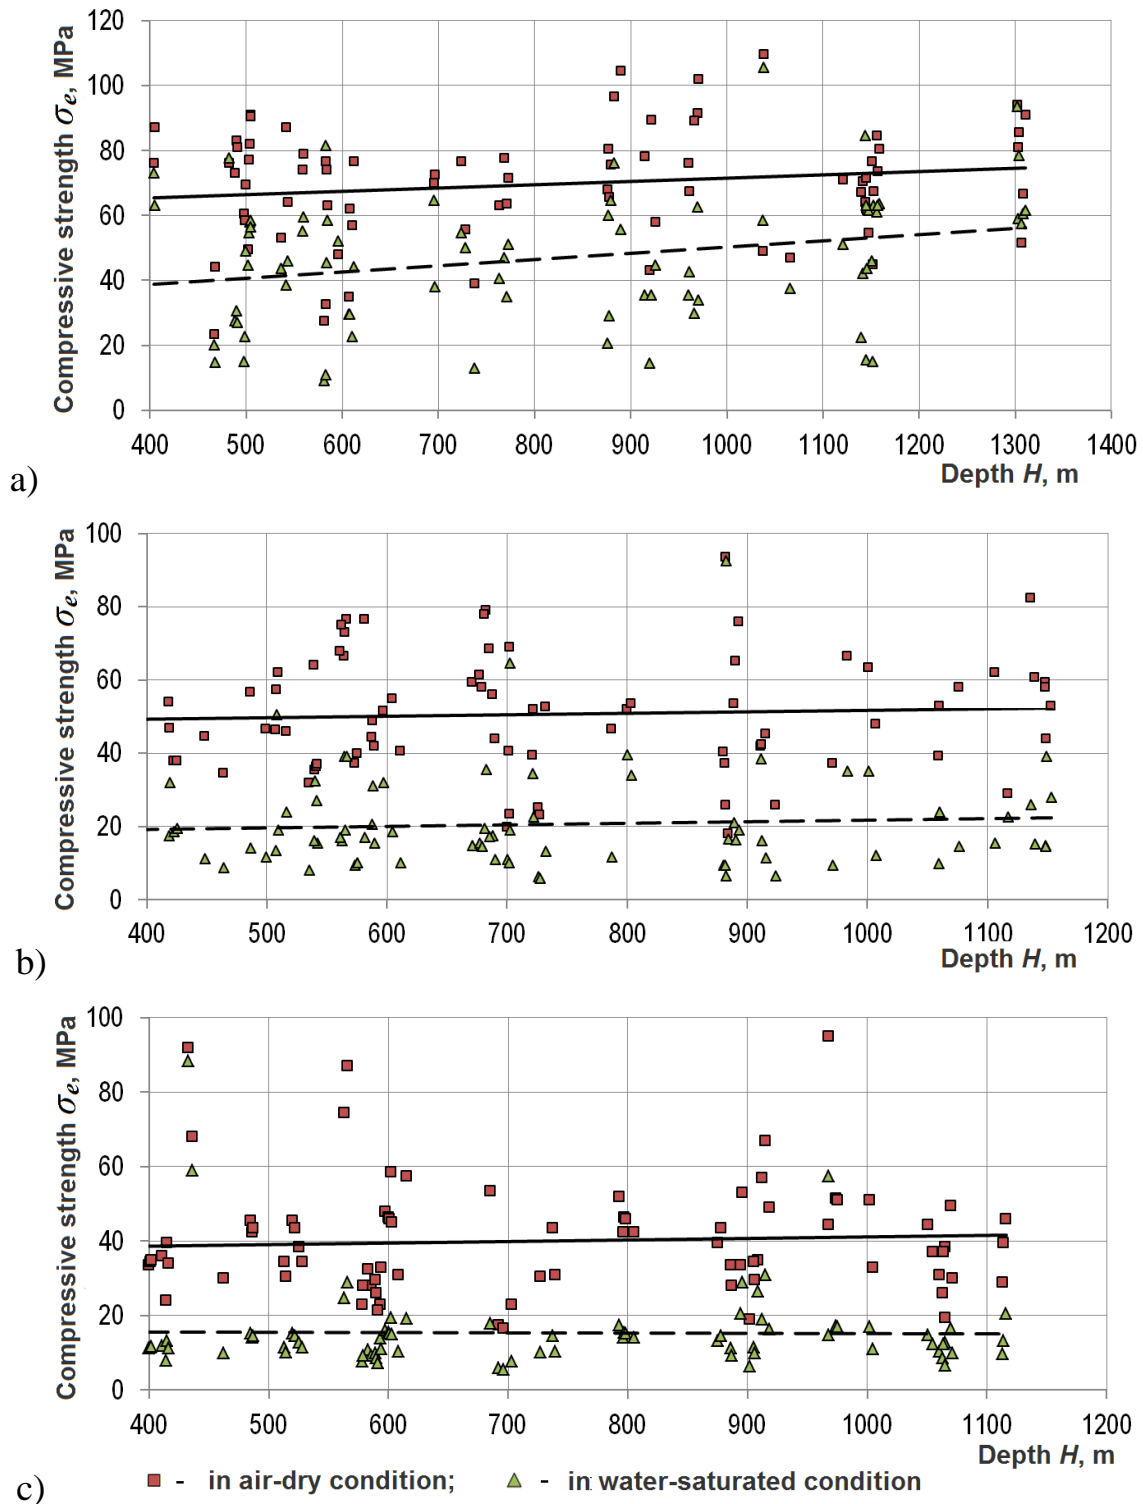 Compressive strength σe, MPa
120
100
80
60
40
20
0
400 500 600 700 800 900 1000 1100 1200 1300 1400
Depth H, m
a)
Compressive strength σe, MPa
100
80
60
40
20
0
400 500 600 700 800 900 1000 1100 1200
Depth H, m
b)
Compressive strength σe, MPa
100
80
60
40
20
0
400 500 600 700 800 900 1000 1100 1200
Depth H, m
c)
- in air-dry condition; - in water-saturated condition